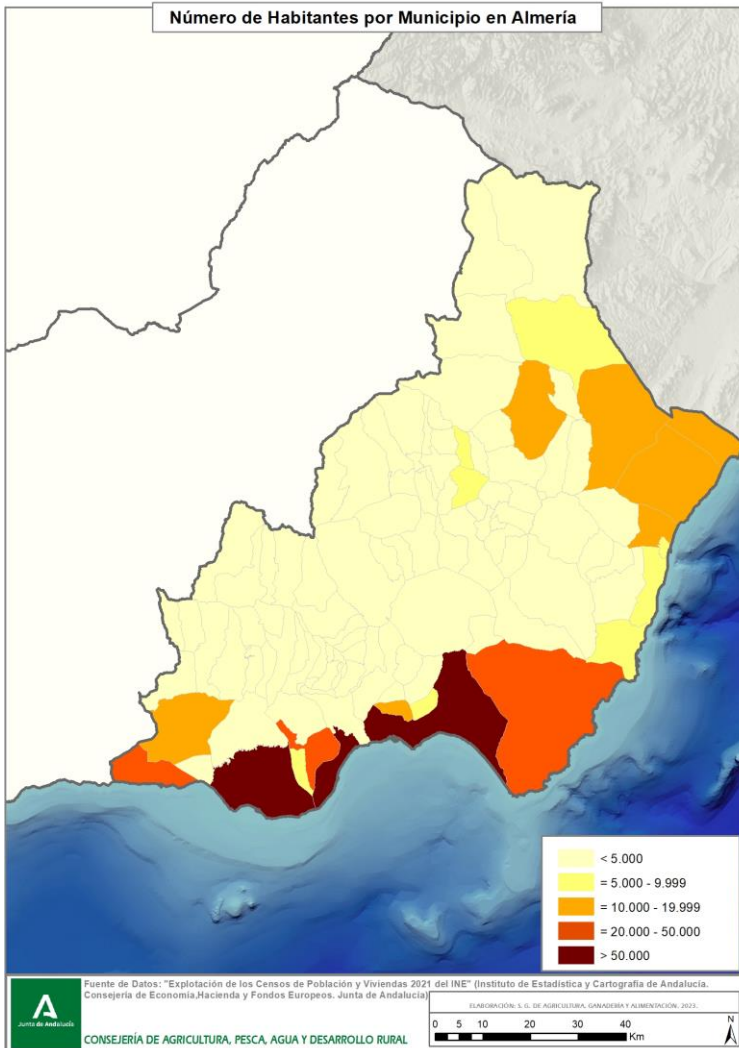 Número de Habitantes por Municipio en Almería
< 5.000
= 5.000 - 9.999
= 10.000 - 19.999
= 20.000 - 50.000
> 50.000
Fuente de Datos: "Explotación de los Censos de Población y Viviendas 2021 del INE" (Instituto de Estadística y Cartografía de Andalucía.
Consejería de Economía,Hacienda y Fondos Europeos. Junta de Andalucía)
ELABORACIÓN: S. G. DE AGRICULTURA, GANADERÍA Y ALIMENTACIÓN. 2023.
A
Junta de Andalucía
CONSEJERÍA DE AGRICULTURA, PESCA, AGUA Y DESARROLLO RURAL
0 5 10 20 30 40
Km
N